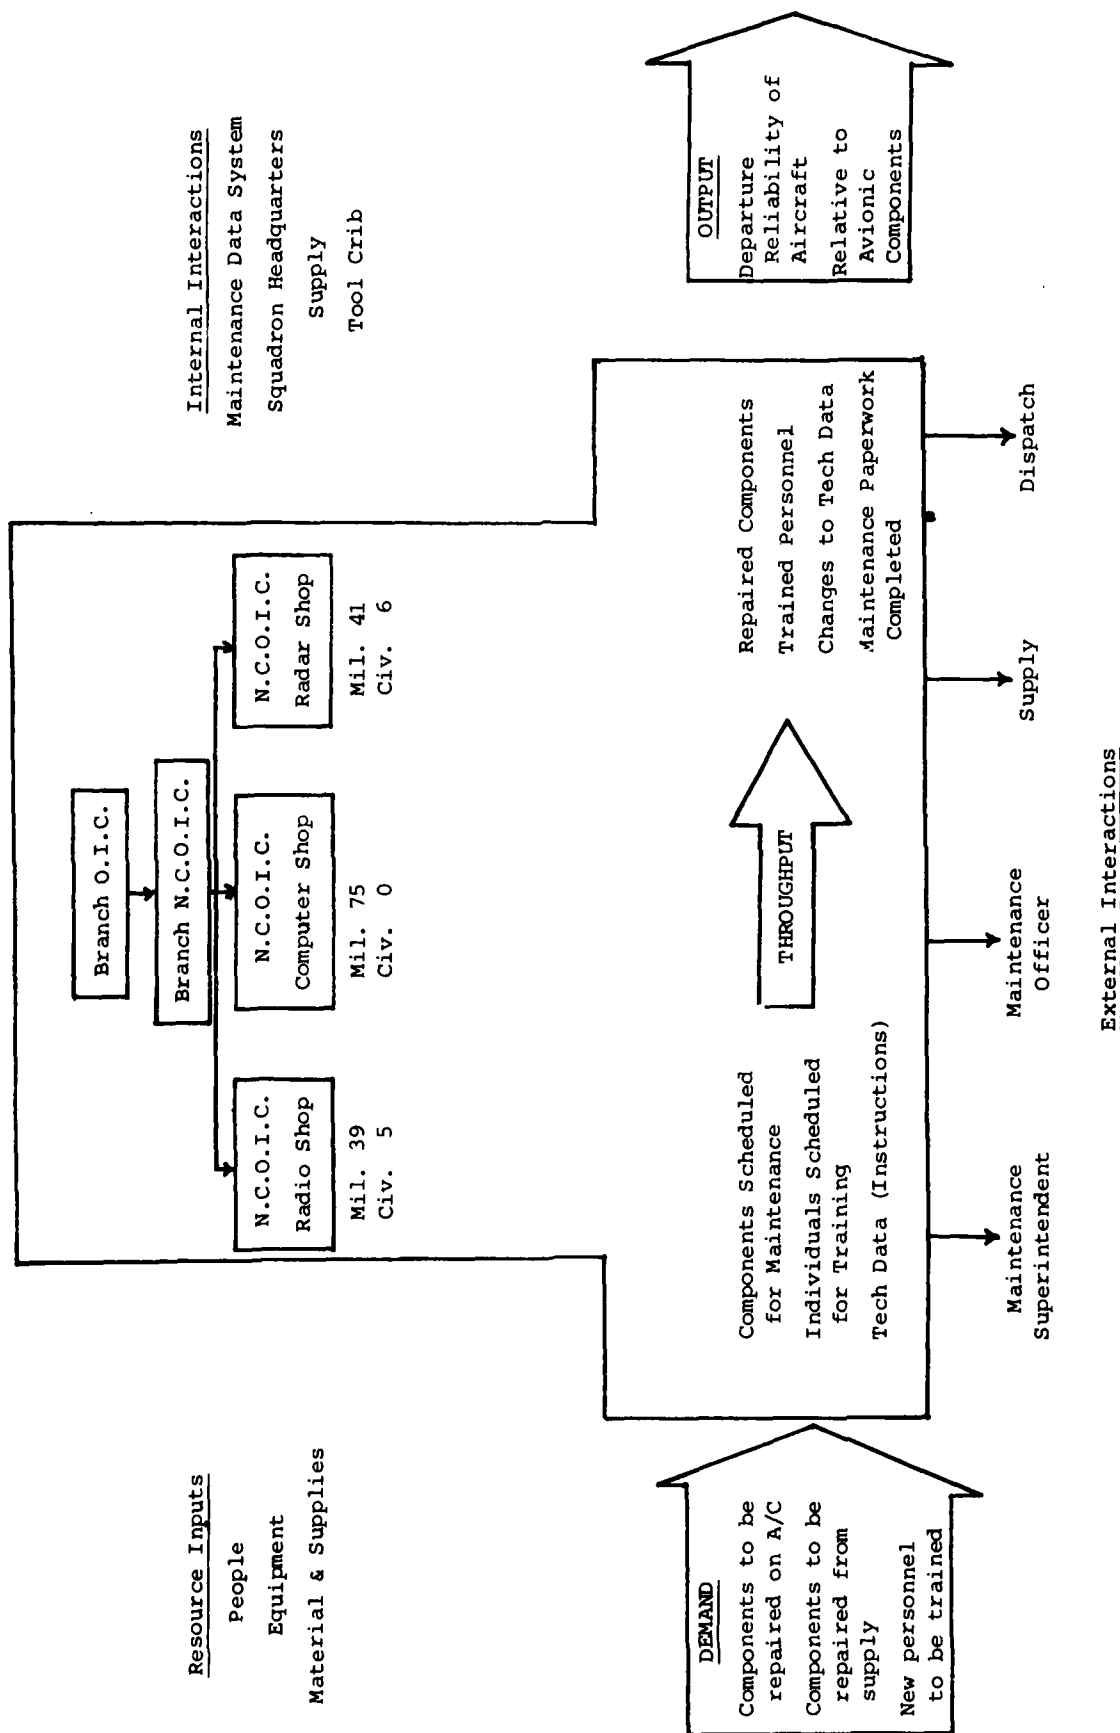 Resource Inputs
People
Equipment
Material & Supplies
Internal Interactions
Maintenance Data System
Squadron Headquarters
Supply
Tool Crib
Branch O.I.C.
Branch N.C.O.I.C.
N.C.O.I.C.
Radio Shop
Mil. 39
Civ. 5
N.C.O.I.C.
Computer Shop
Mil. 75
Civ. 0
N.C.O.I.C.
Radar Shop
Mil. 41
Civ. 6
DEMAND
Components to be
repaired on A/C
Components to be
repaired from
supply
New personnel
to be trained
Components Scheduled
for Maintenance
Individuals Scheduled
for Training
Tech Data (Instructions)
THROUGHPUT
Repaired Components
Trained Personnel
Changes to Tech Data
Maintenance Paperwork
Completed
OUTPUT
Departure
Reliability of
Aircraft
Relative to
Avionic
Components
Maintenance
Superintendent
Maintenance
Officer
Supply
Dispatch
External Interactions